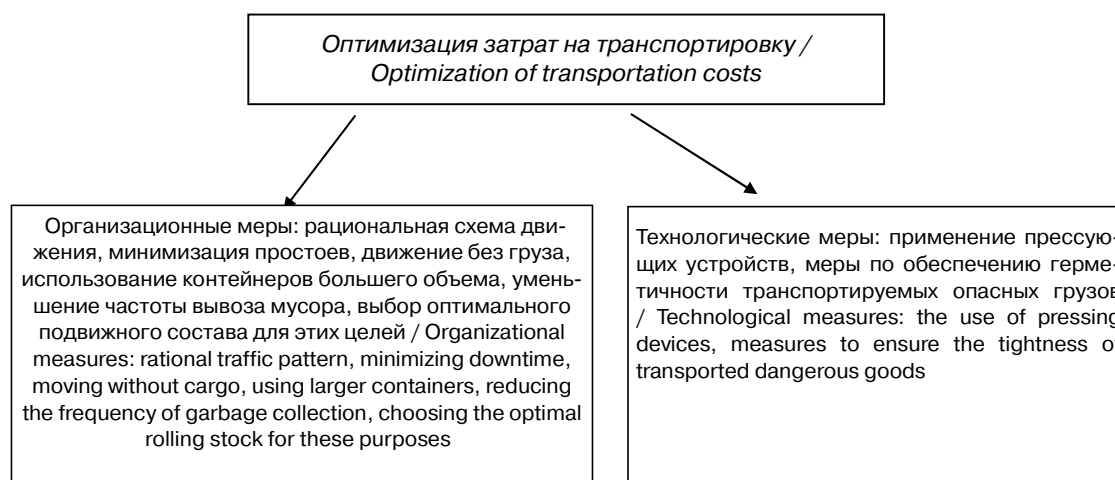 Оптимизация затрат на транспортировку /
Optimization of transportation costs
Организационные меры: рациональная схема дви-
жения, минимизация простоев, движение без груза,
использование контейнеров большего объема, умень-
шение частоты вывоза мусора, выбор оптимального
подвижного состава для этих целей / Organizational
measures: rational traffic pattern, minimizing downtime,
moving without cargo, using larger containers, reducing
the frequency of garbage collection, choosing the optimal
rolling stock for these purposes
Технологические меры: применение прессую-
щих устройств, меры по обеспечению герме-
тичности транспортируемых опасных грузов
/ Technological measures: the use of pressing
devices, measures to ensure the tightness of
transported dangerous goods